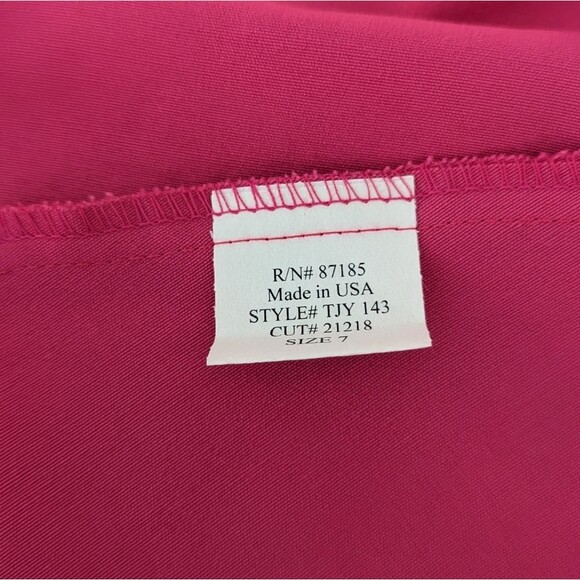 R/N# 87185
Made in USA
STYLE# TJY 143
CUT# 21218
SIZE 7